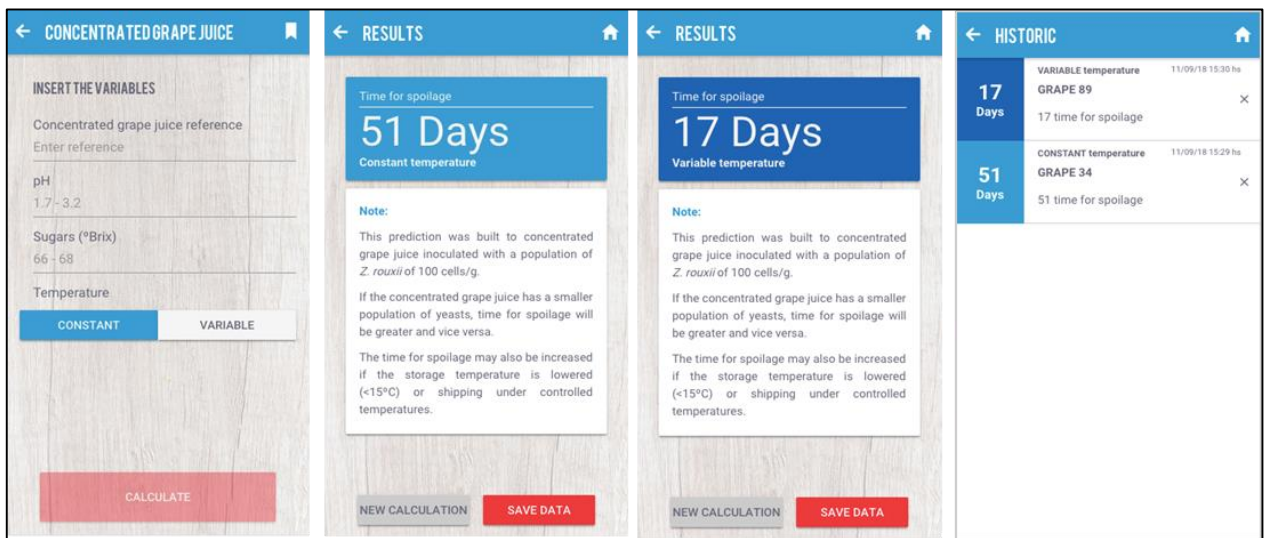 CONCENTRATED GRAPE JUICE
INSERT THE VARIABLES
Concentrated grape juice reference
Enter reference
pH
1.7 - 3.2
Sugars (ºBrix)
66 - 68
Temperature
CONSTANT
VARIABLE
CALCULATE
RESULTS
Time for spoilage
51 Days
Constant temperature
Note:
This prediction was built to concentrated
grape juice inoculated with a population of
Z. rouxii of 100 cells/g.
If the concentrated grape juice has a smaller
population of yeasts, time for spoilage will
be greater and vice versa.
The time for spoilage may also be increased
if the storage temperature is lowered
(<15ºC) or shipping under controlled
temperatures.
NEW CALCULATION
SAVE DATA
RESULTS
Time for spoilage
17 Days
Variable temperature
Note:
This prediction was built to concentrated
grape juice inoculated with a population of
Z. rouxii of 100 cells/g.
If the concentrated grape juice has a smaller
population of yeasts, time for spoilage will
be greater and vice versa.
The time for spoilage may also be increased
if the storage temperature is lowered
(<15ºC) or shipping under controlled
temperatures.
NEW CALCULATION
SAVE DATA
HISTORIC
17
Days
VARIABLE temperature
11/09/18 15:30 hs
GRAPE 89
17 time for spoilage
51
Days
CONSTANT temperature
11/09/18 15:29 hs
GRAPE 34
51 time for spoilage